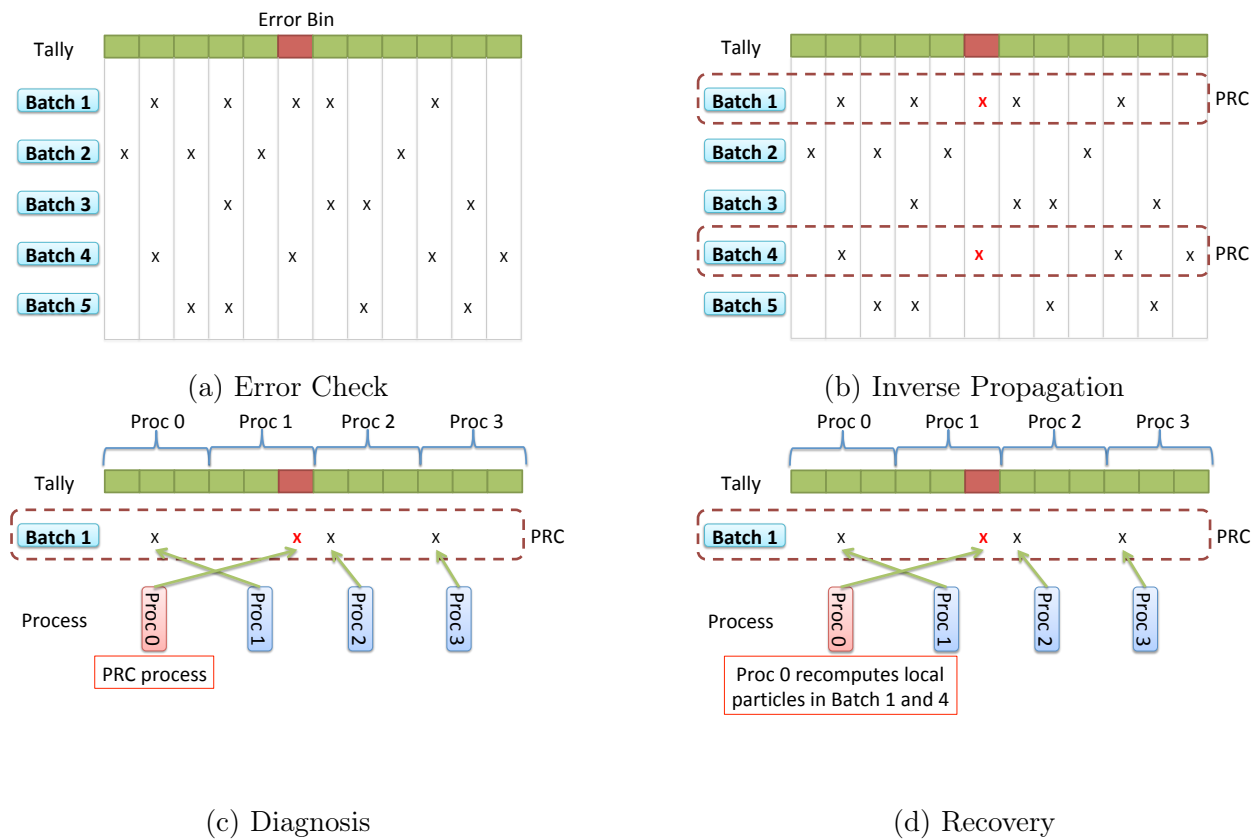 Error Bin
Tally
Batch 1 x x x x x
Batch 2 x x x x
Batch 3 x x x x
Batch 4 x x x x
Batch 5 x x x x
(a) Error Check
Tally
Batch 1 x x x x x PRC
Batch 2 x x x x
Batch 3 x x x x
Batch 4 x x x x PRC
Batch 5 x x x x
(b) Inverse Propagation
Proc 0 Proc 1 Proc 2 Proc 3
Tally
Batch 1 x x x x PRC
Process Proc 0 Proc 1 Proc 2 Proc 3
PRC process
(c) Diagnosis
Proc 0 Proc 1 Proc 2 Proc 3
Tally
Batch 1 x x x x PRC
Process Proc 0 Proc 1 Proc 2 Proc 3
Proc 0 recomputes local
particles in Batch 1 and 4
(d) Recovery